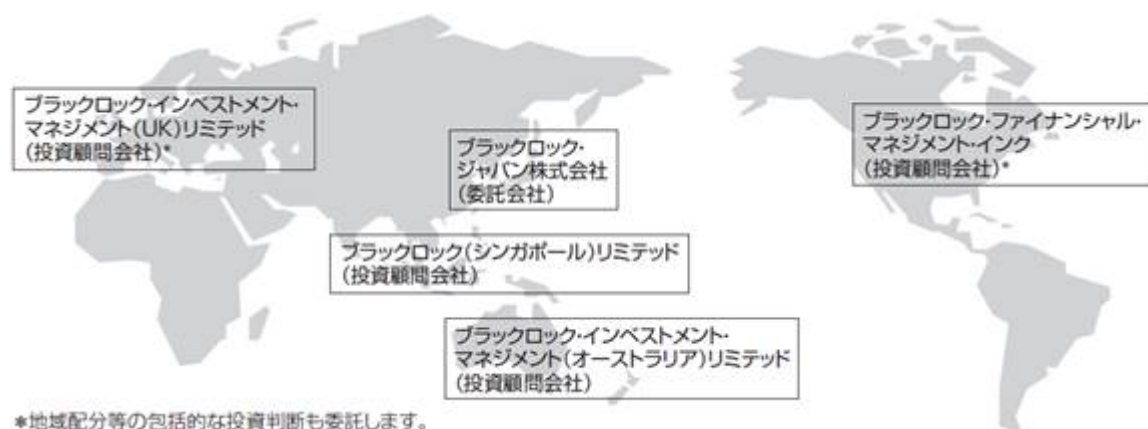 ブラックロック・インベストメント・
マネジメント(UK)リミテッド
(投資顧問会社)*
ブラックロック・
ジャパン株式会社
(委託会社)
ブラックロック・ファイナンシャル・
マネジメント・インク
(投資顧問会社)*
ブラックロック(シンガポール)リミテッド
(投資顧問会社)
ブラックロック・インベストメント・
マネジメント(オーストラリア)リミテッド
(投資顧問会社)
*地域配分等の包括的な投資判断も委託します。